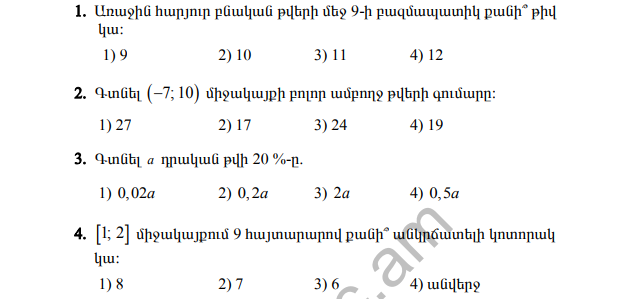 1. Առաջին հարյուր բնական թվերի մեջ 9-ի բազմապատիկ քանի՞ թիվ
կա:
1) 9 2) 10 3) 11 4) 12
2. Գտնել (−7; 10) միջակայքի բոլոր ամբողջ թվերի գումարը:
1) 27 2) 17 3) 24 4) 19
3. Գտնել a դրական թվի 20 %-ը.
1) 0,02a 2) 0,2a 3) 2a 4) 0,5a
4. [1; 2] միջակայքում 9 հայտարարով քանի՞ անկրճատելի կոտորակ
կա:
1) 8 2) 7 3) 6 4) անվերջ
s.am